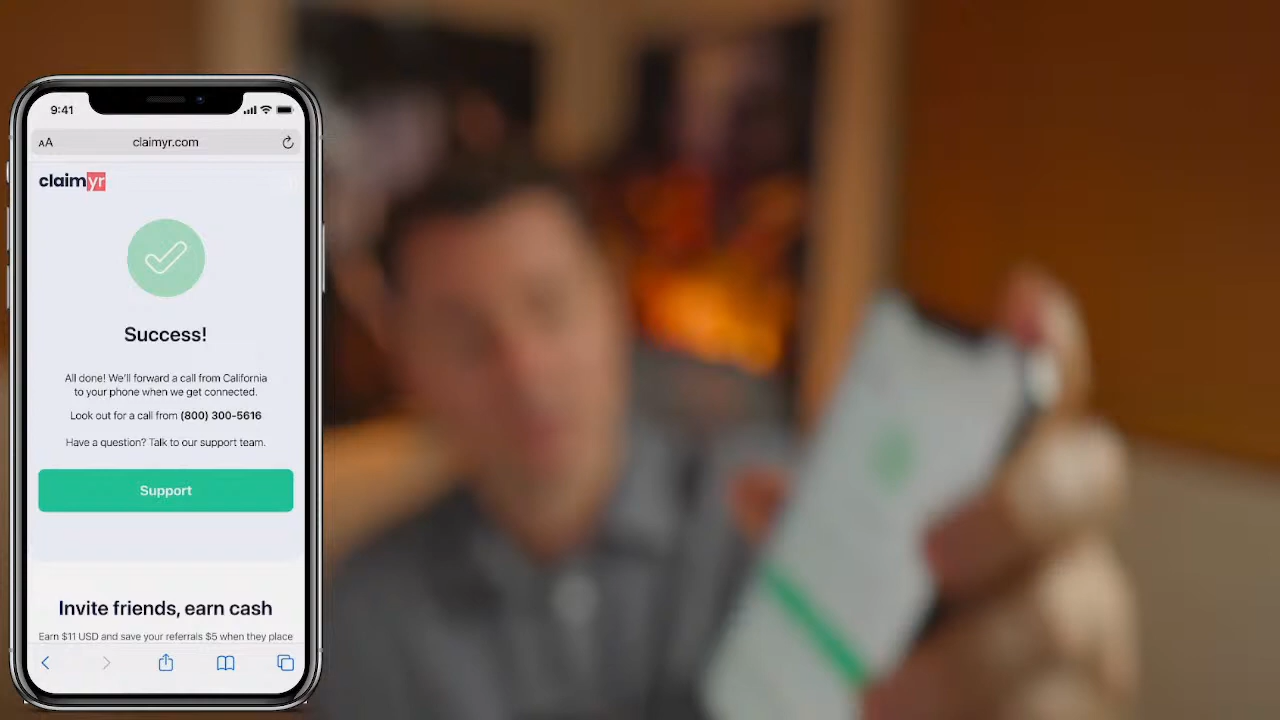 9:41
AA claimyr.com
claimyr
Success!
All done! We'll forward a call from California
to your phone when we get connected.
Look out for a call from (800) 300-5616
Have a question? Talk to our support team.
Support
Invite friends, earn cash
Earn $11 USD and save your referrals $5 when they place